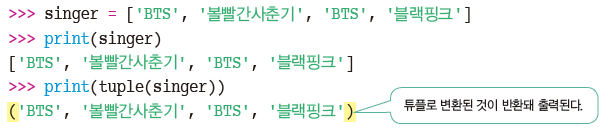 >>> singer = ['BTS', '볼빨간사춘기', 'BTS', '블랙핑크']
>>> print(singer)
['BTS', '볼빨간사춘기', 'BTS', '블랙핑크']
>>> print(tuple(singer))
('BTS', '볼빨간사춘기', 'BTS', '블랙핑크')
튜플로 변환된 것이 반환돼 출력된다.